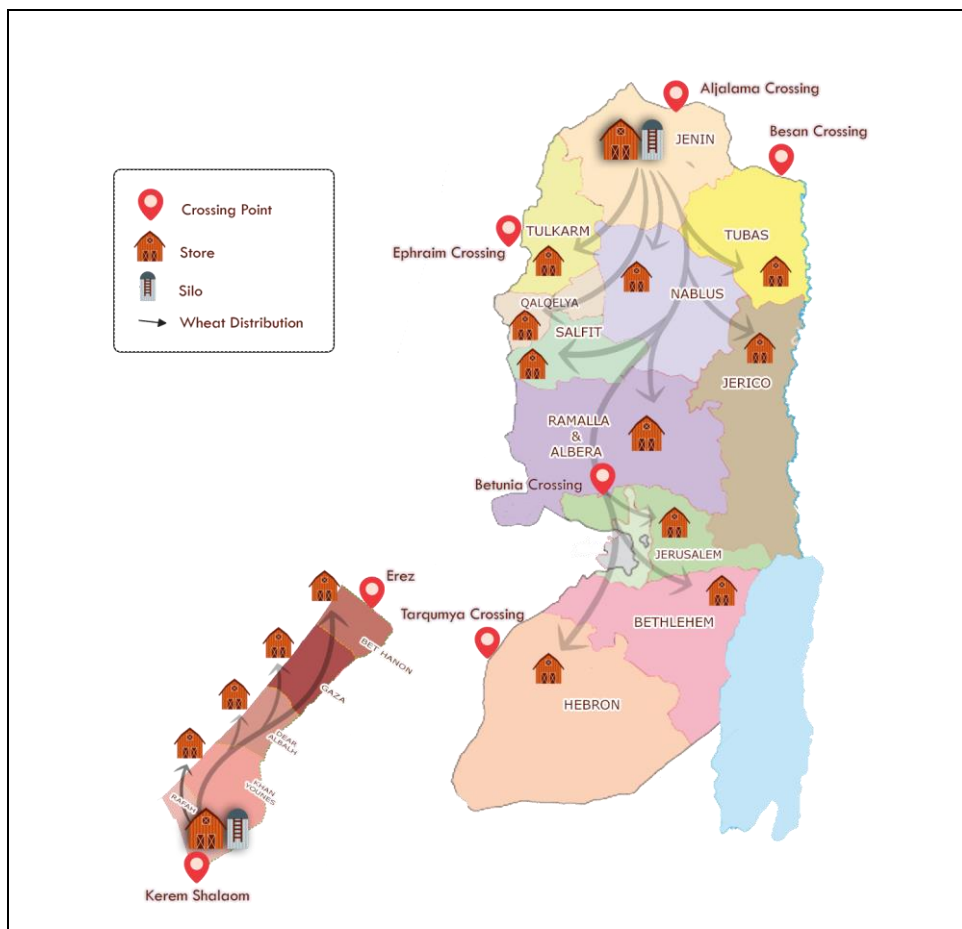 Aljalama Crossing
JENIN
Besan Crossing
Crossing Point
Store
Silo
Wheat Distribution
TULKARM
TUBAS
Ephraim Crossing
NABLUS
QALQELYA
SALFIT
JERICO
RAMALLA
&
ALBERA
Betunia Crossing
JERUSALEM
Erez
Tarqumya Crossing
BETHLEHEM
BET HANON
GAZA
HEBRON
DEAR
ALBALH
KHAN
YOUNES
RAFAH
Kerem Shalaom